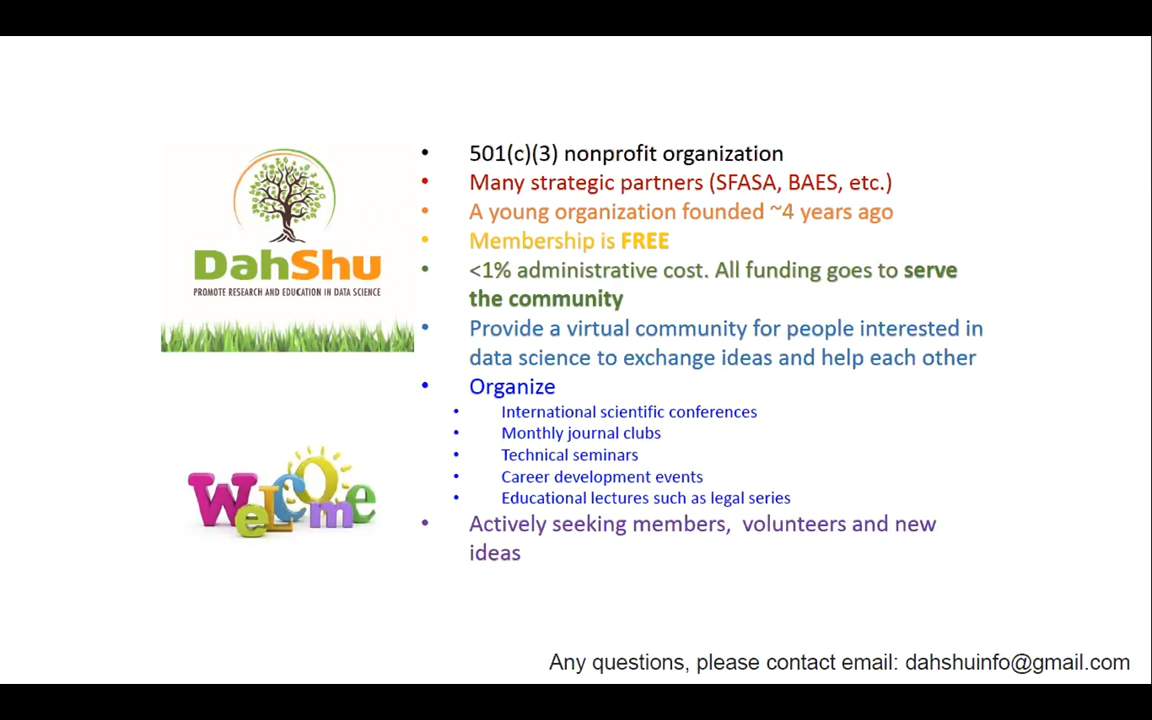 DahShu
PROMOTE RESEARCH AND EDUCATION IN DATA SCIENCE
WeLcOme
• 501(c)(3) nonprofit organization
• Many strategic partners (SFASA, BAES, etc.)
• A young organization founded ~4 years ago
• Membership is FREE
• <1% administrative cost. All funding goes to serve
the community
• Provide a virtual community for people interested in
data science to exchange ideas and help each other
• Organize
• International scientific conferences
• Monthly journal clubs
• Technical seminars
• Career development events
• Educational lectures such as legal series
• Actively seeking members,  volunteers and new
ideas
Any questions, please contact email: dahshuinfo@gmail.com